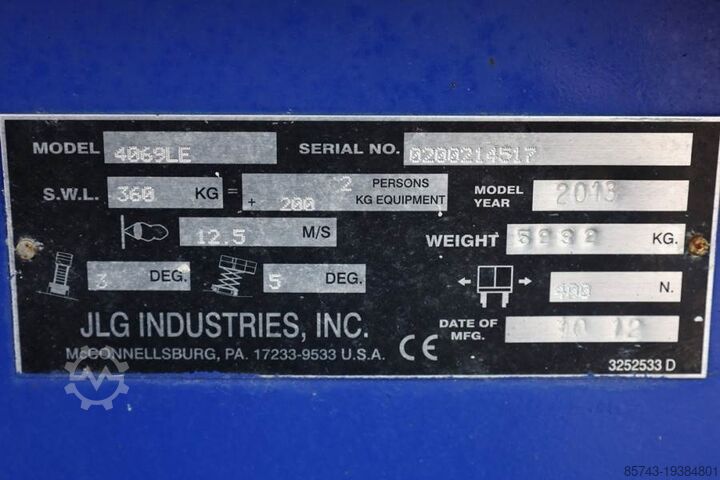 MODEL 4069LE SERIAL NO. 0200214517
S.W.L. 360 KG = 2 PERSONS
+ 200 KG EQUIPMENT
MODEL YEAR 2013
12.5 M/S
WEIGHT 5232 KG.
3 DEG. 5 DEG. 400 N.
JLG INDUSTRIES, INC.
DATE OF MFG. 10 12
McCONNELLSBURG, PA. 17233-9533 U.S.A. CE
3252533 D
85743-19384801